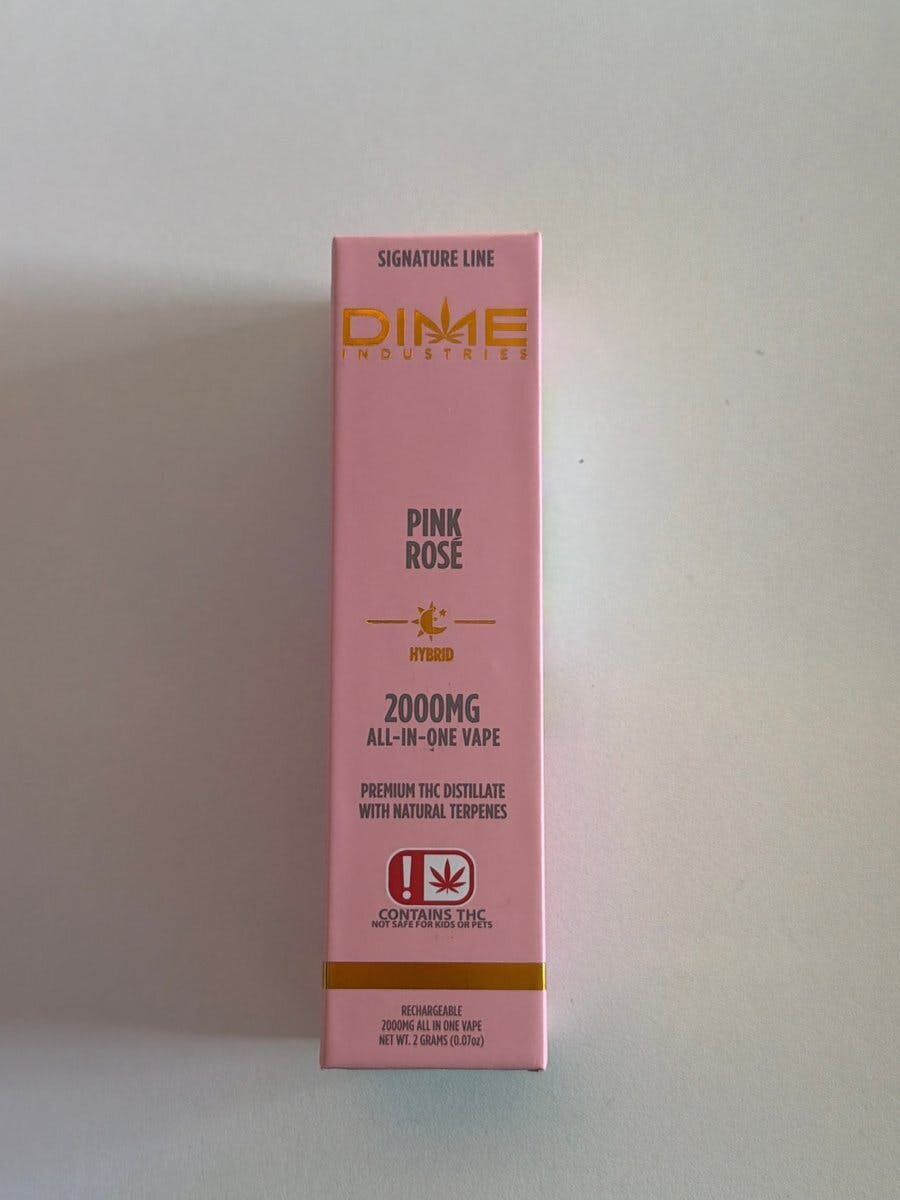 SIGNATURE LINE
DIME
INDUSTRIES
PINK
ROSÉ
HYBRID
2000MG
ALL-IN-ONE VAPE
PREMIUM THC DISTILLATE
WITH NATURAL TERPENES
!
CONTAINS THC
NOT SAFE FOR KIDS OR PETS
RECHARGEABLE
2000MG ALL IN ONE VAPE
NET WT. 2 GRAMS (0.07oz)